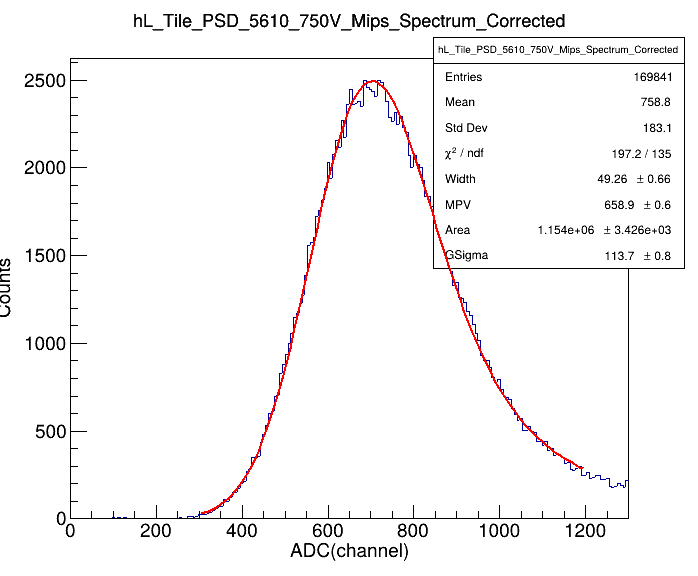 hL_Tile_PSD_5610_750V_Mips_Spectrum_Corrected
hL_Tile_PSD_5610_750V_Mips_Spectrum_Corrected
Entries 169841
Mean 758.8
Std Dev 183.1
χ² / ndf 197.2 / 135
Width 49.26 ± 0.66
MPV 658.9 ± 0.6
Area 1.154e+06 ± 3.426e+03
GSigma 113.7 ± 0.8
Counts
2500
2000
1500
1000
500
0
0 200 400 600 800 1000 1200
ADC(channel)